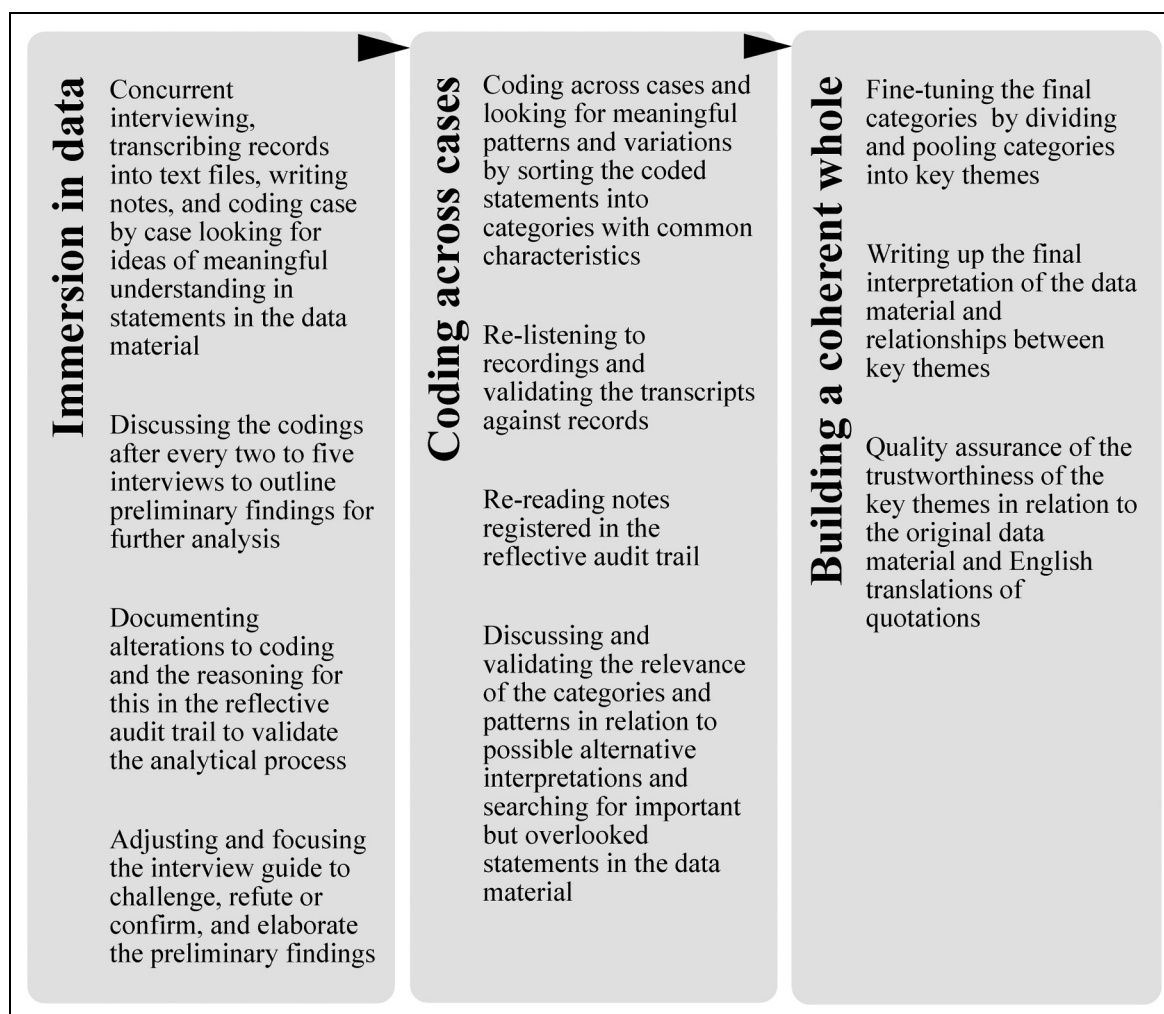 Immersion in data
Concurrent
interviewing,
transcribing records
into text files, writing
notes, and coding case
by case looking for
ideas of meaningful
understanding in
statements in the data
material
Discussing the codings
after every two to five
interviews to outline
preliminary findings for
further analysis
Documenting
alterations to coding
and the reasoning for
this in the reflective
audit trail to validate
the analytical process
Adjusting and focusing
the interview guide to
challenge, refute or
confirm, and elaborate
the preliminary findings
Coding across cases
Coding across cases and
looking for meaningful
patterns and variations
by sorting the coded
statements into
categories with common
characteristics
Re-listening to
recordings and
validating the transcripts
against records
Re-reading notes
registered in the
reflective audit trail
Discussing and
validating the relevance
of the categories and
patterns in relation to
possible alternative
interpretations and
searching for important
but overlooked
statements in the data
material
Building a coherent whole
Fine-tuning the final
categories by dividing
and pooling categories
into key themes
Writing up the final
interpretation of the data
material and
relationships between
key themes
Quality assurance of the
trustworthiness of the
key themes in relation to
the original data
material and English
translations of
quotations